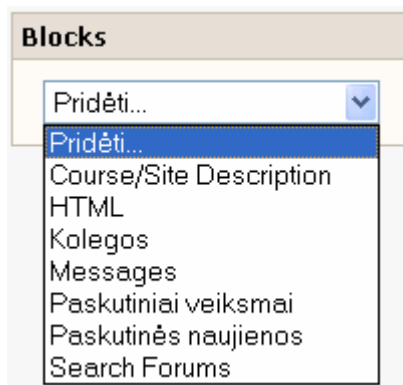 Blocks
Pridėti...
Pridėti...
Course/Site Description
HTML
Kolegos
Messages
Paskutiniai veiksmai
Paskutinės naujienos
Search Forums